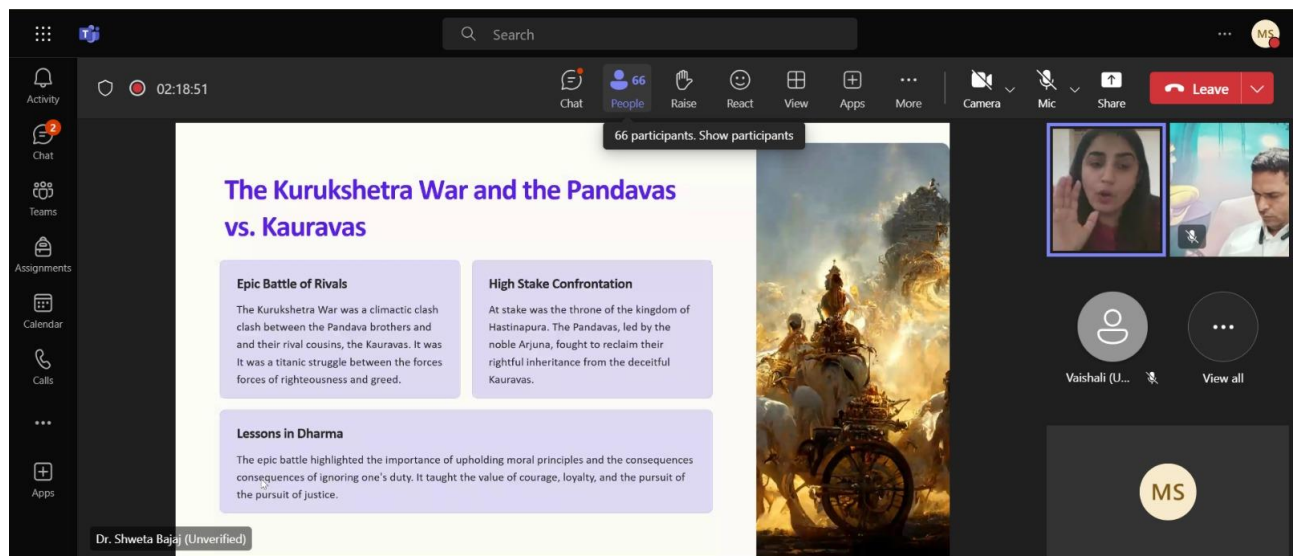 Search
MS
Activity
2
Chat
Teams
Assignments
Calendar
Calls
Apps
02:18:51
Chat
66
People
Raise
React
View
Apps
More
Camera
Mic
Share
Leave
66 participants. Show participants
The Kurukshetra War and the Pandavas
vs. Kauravas
Epic Battle of Rivals
The Kurukshetra War was a climactic clash
clash between the Pandava brothers and
and their rival cousins, the Kauravas. It was
It was a titanic struggle between the forces
forces of righteousness and greed.
High Stake Confrontation
At stake was the throne of the kingdom of
Hastinapura. The Pandavas, led by the
noble Arjuna, fought to reclaim their
rightful inheritance from the deceitful
Kauravas.
Lessons in Dharma
The epic battle highlighted the importance of upholding moral principles and the consequences
consequences of ignoring one's duty. It taught the value of courage, loyalty, and the pursuit of
the pursuit of justice.
Dr. Shweta Bajaj (Unverified)
Vaishali (U...
View all
MS